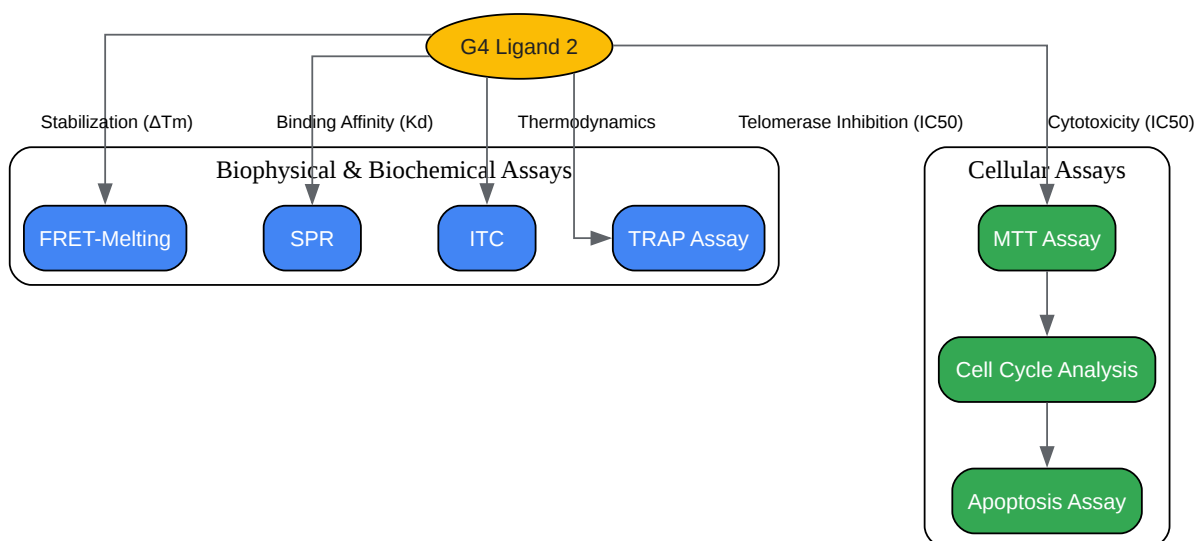 G4 Ligand 2
Stabilization (ΔTm)
Binding Affinity (Kd)
Thermodynamics
Telomerase Inhibition (IC50)
Cytotoxicity (IC50)
Biophysical & Biochemical Assays
Cellular Assays
FRET-Melting
SPR
ITC
TRAP Assay
MTT Assay
Cell Cycle Analysis
Apoptosis Assay